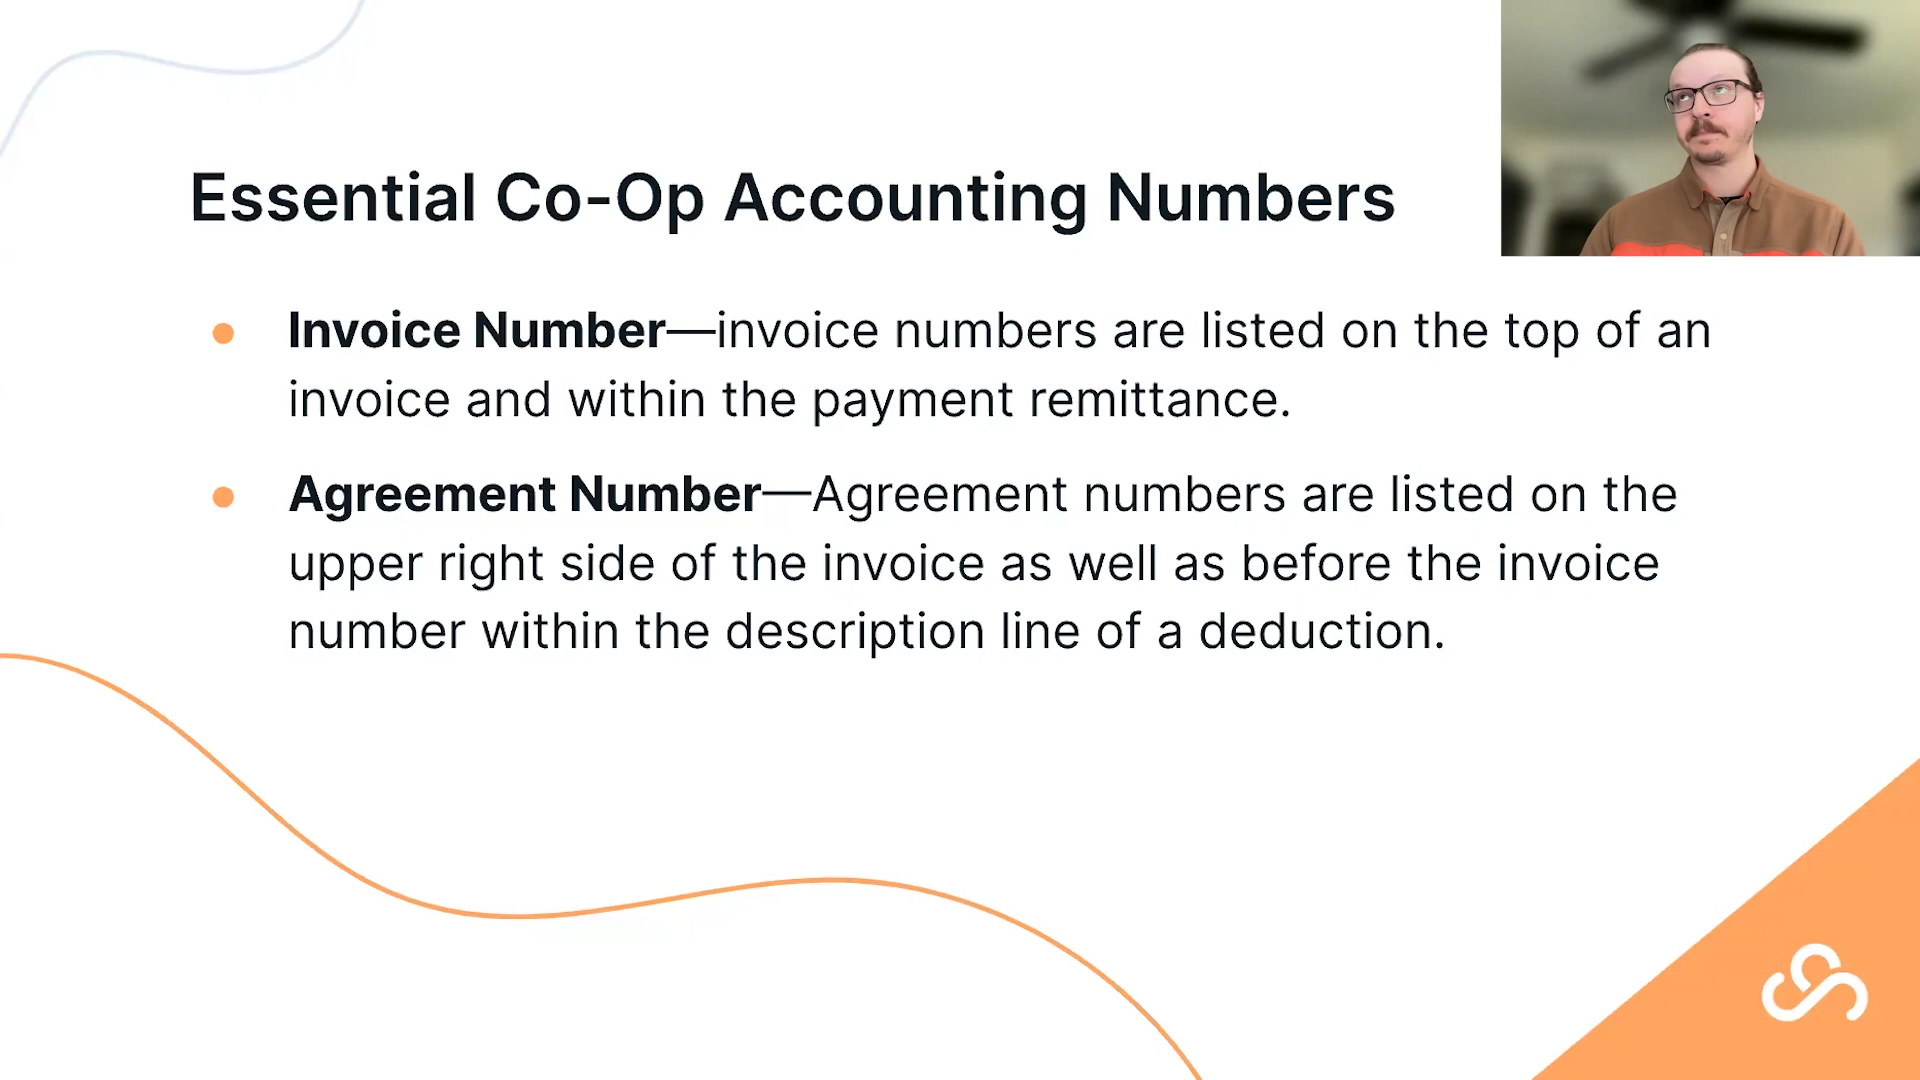 Essential Co-Op Accounting Numbers
Invoice Number—invoice numbers are listed on the top of an
invoice and within the payment remittance.
Agreement Number—Agreement numbers are listed on the
upper right side of the invoice as well as before the invoice
number within the description line of a deduction.